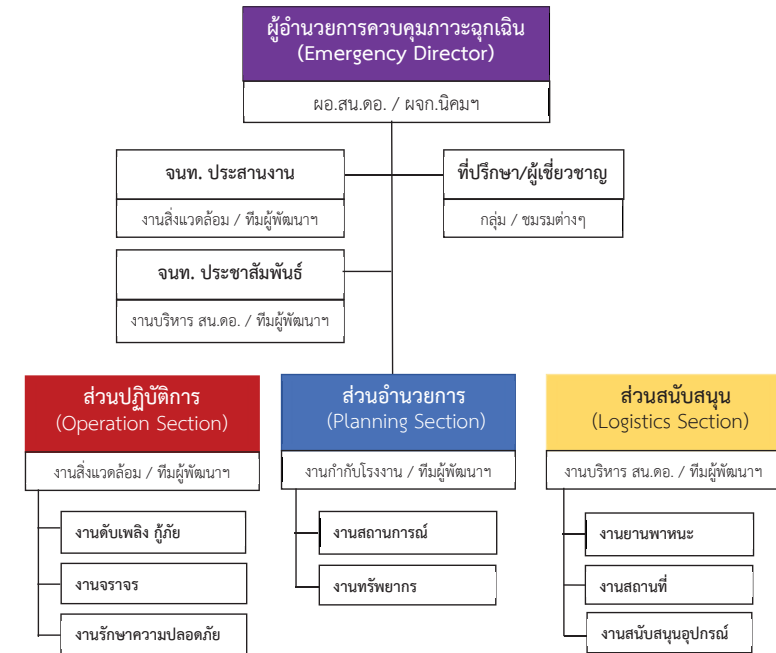 ผู้อำนวยการควบคุมภาวะฉุกเฉิน
(Emergency Director)
ผอ.สน.ดอ. / ผจก.นิคมฯ
จนท. ประสานงาน
งานสิ่งแวดล้อม / ทีมผู้พัฒนาฯ
ที่ปรึกษา/ผู้เชี่ยวชาญ
กลุ่ม / ชมรมต่างๆ
จนท. ประชาสัมพันธ์
งานบริหาร สน.ดอ. / ทีมผู้พัฒนาฯ
ส่วนปฏิบัติการ
(Operation Section)
งานสิ่งแวดล้อม / ทีมผู้พัฒนาฯ
งานดับเพลิง กู้ภัย
งานจราจร
งานรักษาความปลอดภัย
ส่วนอำนวยการ
(Planning Section)
งานกำกับโรงงาน / ทีมผู้พัฒนาฯ
งานสถานการณ์
งานทรัพยากร
ส่วนสนับสนุน
(Logistics Section)
งานบริหาร สน.ดอ. / ทีมผู้พัฒนาฯ
งานยานพาหนะ
งานสถานที่
งานสนับสนุนอุปกรณ์